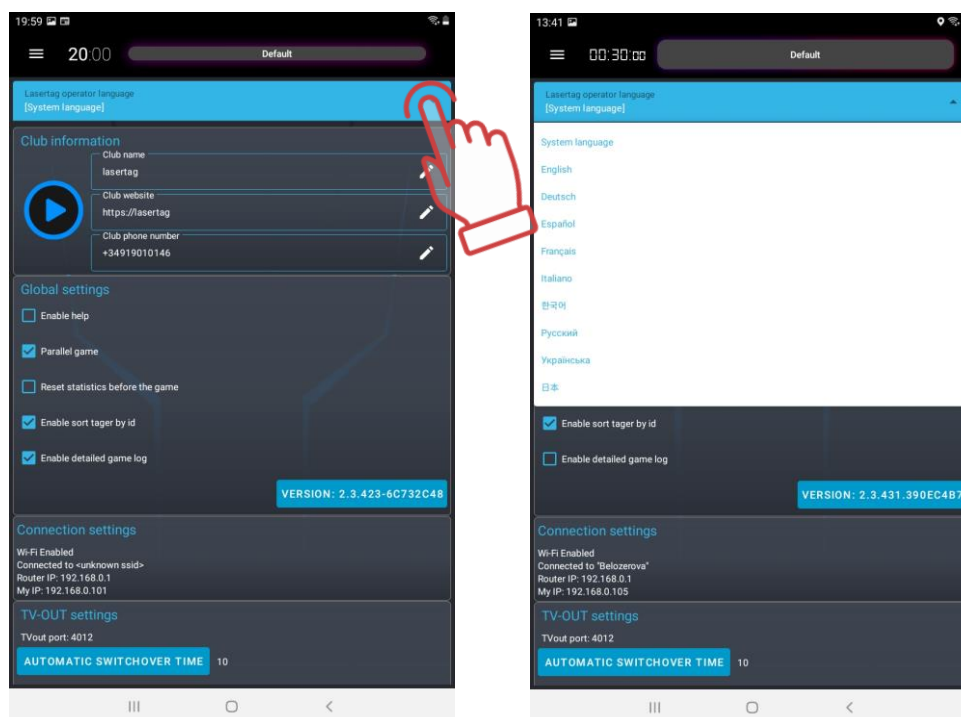 19:59
20:00
Default
Lasertag operator language
[System language]
Club information
Club name
lasertag
Club website
https://lasertag
Club phone number
+34919010146
Global settings
Enable help
Parallel game
Reset statistics before the game
Enable sort tager by id
Enable detailed game log
VERSION: 2.3.423-6C732C48
Connection settings
Wi-Fi Enabled
Connected to <unknown ssid>
Router IP: 192.168.0.1
My IP: 192.168.0.101
TV-OUT settings
TVout port: 4012
AUTOMATIC SWITCHOVER TIME 10
13:41
00:30:00
Default
Lasertag operator language
[System language]
System language
English
Deutsch
Español
Français
Italiano
한국어
Русский
Українська
日本
Enable sort tager by id
Enable detailed game log
VERSION: 2.3.431.390EC4B7
Connection settings
Wi-Fi Enabled
Connected to "Belozerova"
Router IP: 192.168.0.1
My IP: 192.168.0.105
TV-OUT settings
TVout port: 4012
AUTOMATIC SWITCHOVER TIME 10